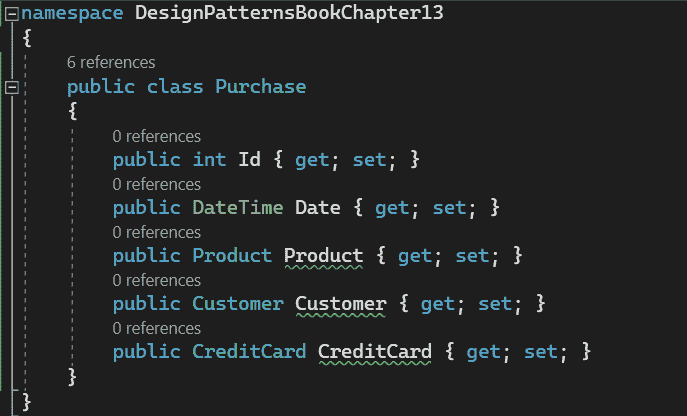 namespace DesignPatternsBookChapter13
{
6 references
public class Purchase
{
0 references
public int Id { get; set; }
0 references
public DateTime Date { get; set; }
0 references
public Product Product { get; set; }
0 references
public Customer Customer { get; set; }
0 references
public CreditCard CreditCard { get; set; }
}
}